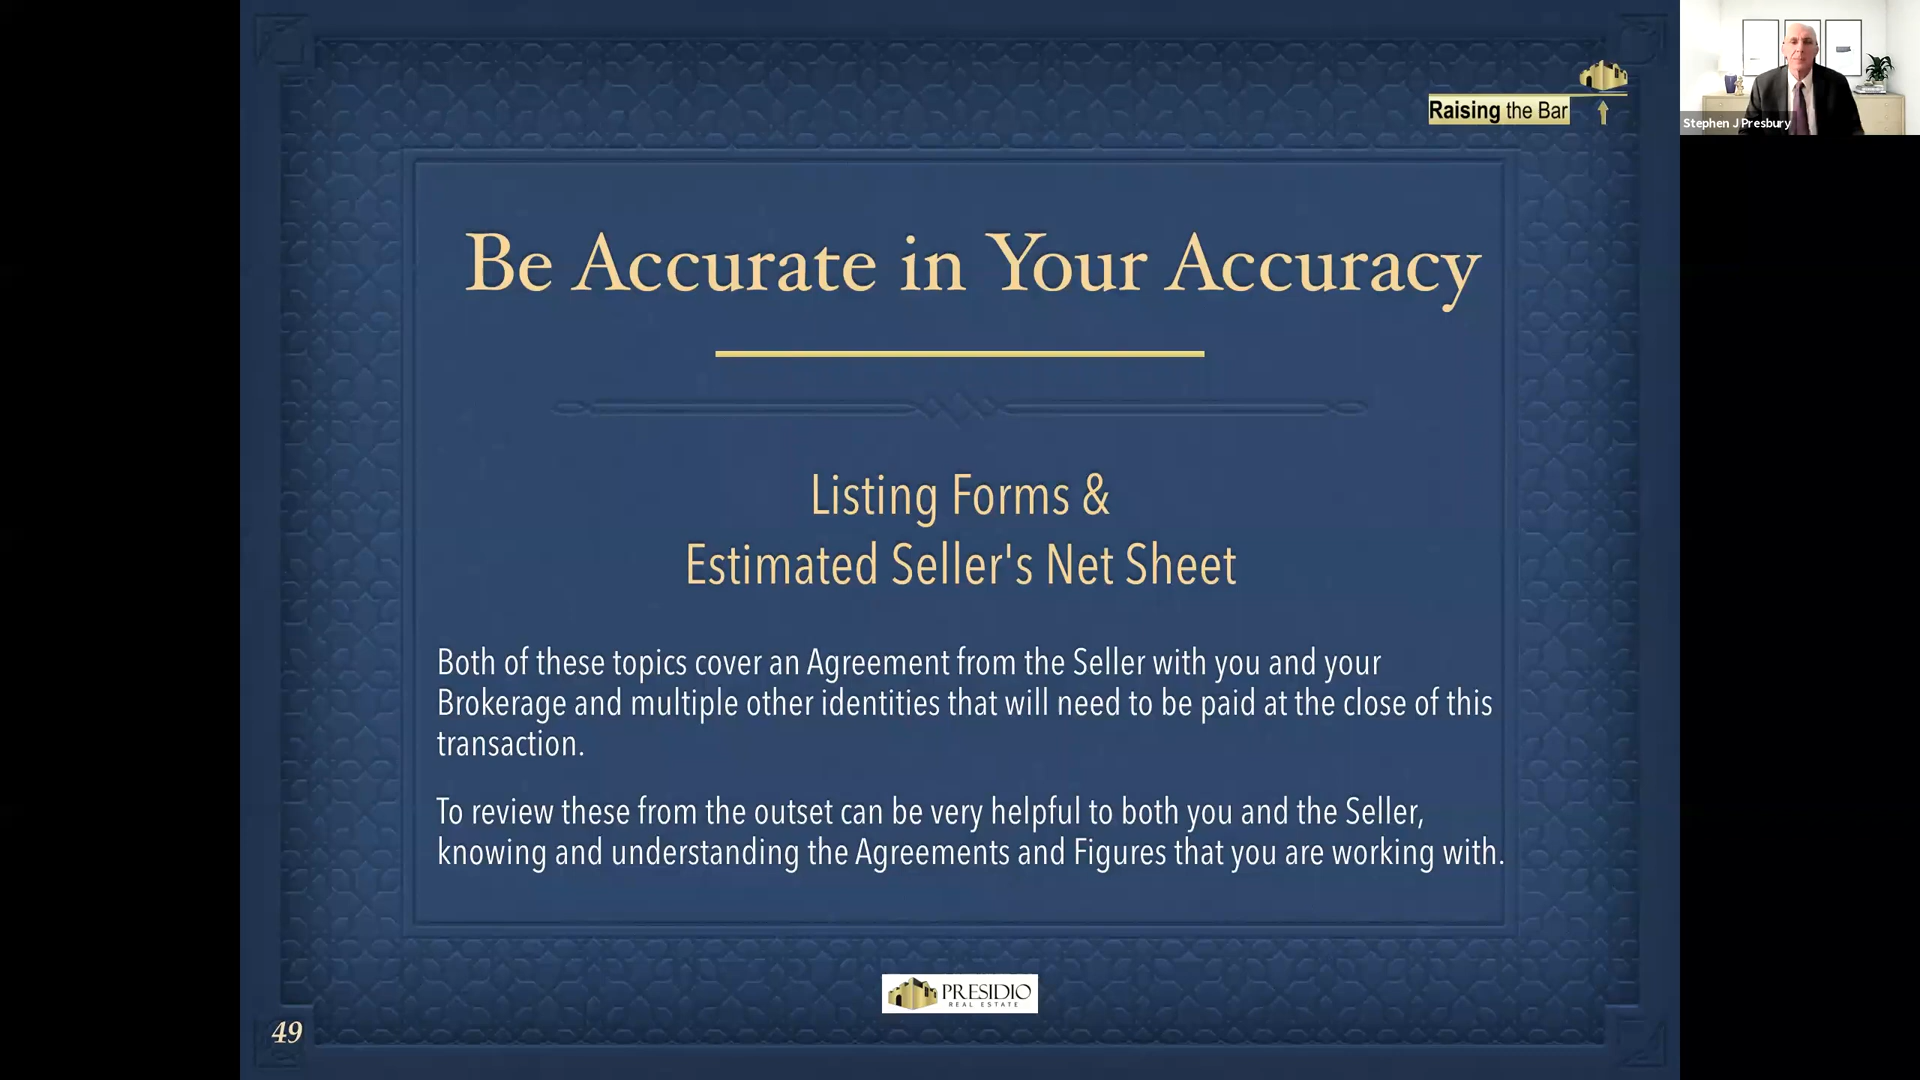 Raising the Bar
Stephen J Presbury
Be Accurate in Your Accuracy
Listing Forms &
Estimated Seller's Net Sheet
Both of these topics cover an Agreement from the Seller with you and your
Brokerage and multiple other identities that will need to be paid at the close of this
transaction.
To review these from the outset can be very helpful to both you and the Seller,
knowing and understanding the Agreements and Figures that you are working with.
PRESIDIO
REAL ESTATE
49